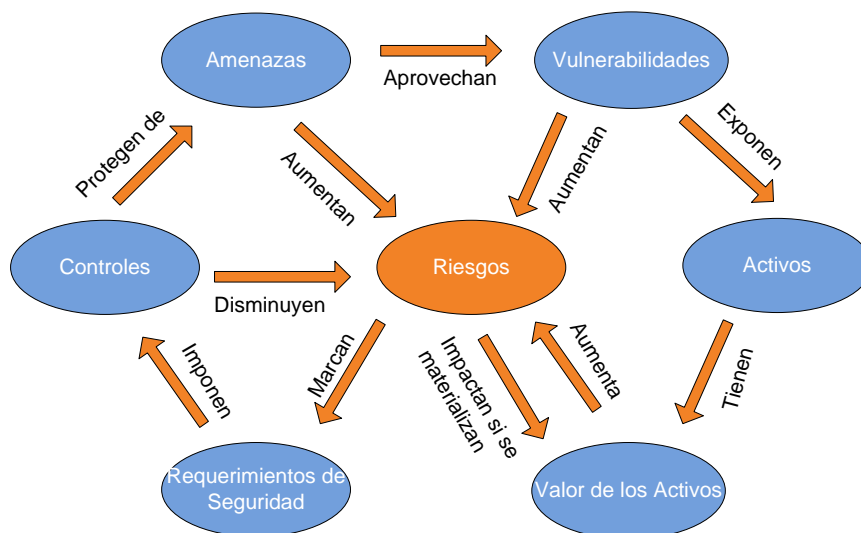 Amenazas
Aprovechan
Vulnerabilidades
Protegen de
Aumentan
Aumentan
Exponen
Controles
Disminuyen
Riesgos
Activos
Imponen
Marcan
Impactan si se
materializan
Aumenta
Tienen
Requerimientos de
Seguridad
Valor de los Activos